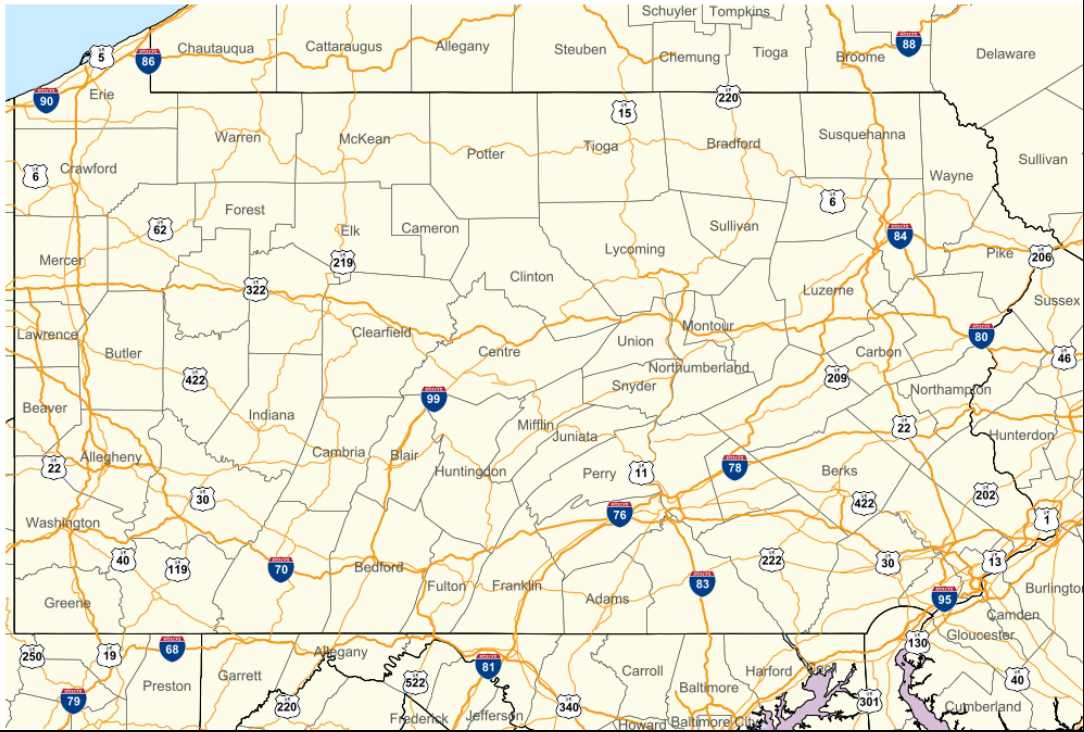 Schuyler
Tompkins
5
86
Chautauqua
Cattaraugus
Allegany
Steuben
Chemung
Tioga
Broome
88
Delaware
90
Erie
15
220
Warren
McKean
Potter
Tioga
Bradford
Susquehanna
Sullivan
6
Crawford
Wayne
62
Forest
Elk
Cameron
Sullivan
6
84
Mercer
219
Lycoming
Pike
206
322
Clinton
Luzerne
Sussex
Lawrence
Clearfield
Montour
80
Butler
Centre
Union
Carbon
46
422
Northumberland
209
Snyder
Northampton
Beaver
99
Indiana
Mifflin
22
Hunterdon
Juniata
Allegheny
Cambria
Blair
22
Huntingdon
Perry
11
78
Berks
30
422
202
Washington
76
1
40
119
70
Bedford
83
222
30
13
Greene
Fulton
Franklin
Adams
95
Burlington
Camden
Gloucester
250
19
68
Allegany
130
79
Preston
Garrett
81
Carroll
Harford
Cecil
522
Baltimore
40
220
340
301
Cumberland
Frederick
Jefferson
Howard
Baltimore City